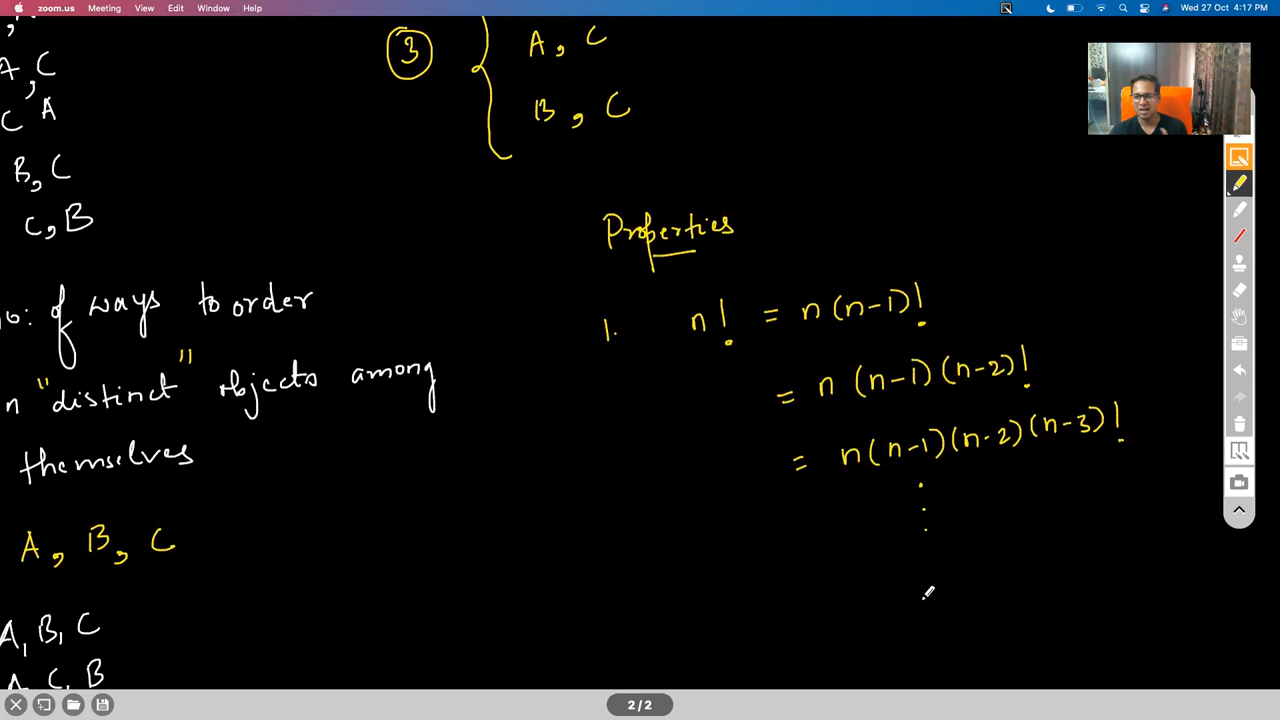 zoom.us Meeting View Edit Window Help Wed 27 Oct 4:17 PM
A, C
C A
B, C
C, B
of ways to order
n "distinct" objects among
themselves
A, B, C
A, B, C
A, C, B
3
A, C
B, C
Properties
1. n! = n(n-1)!
= n (n-1)(n-2)!
= n(n-1)(n-2)(n-3)!
2/2